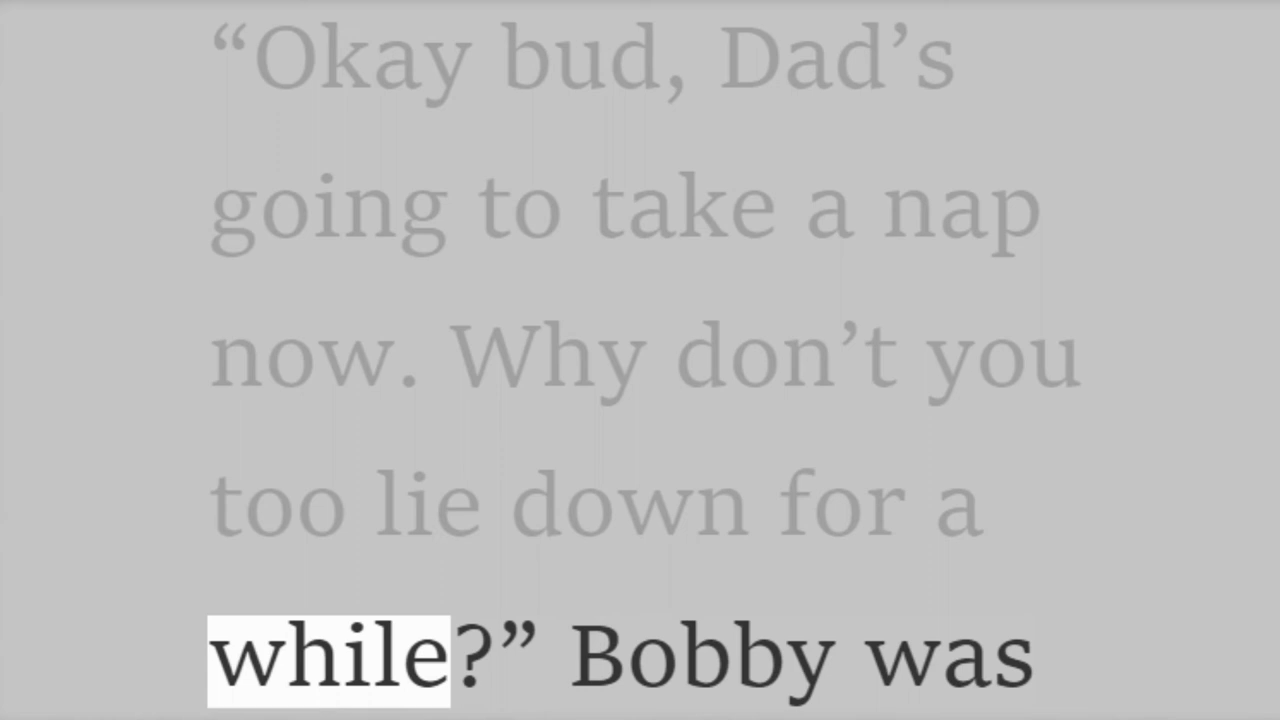 “Okay bud, Dad’s
going to take a nap
now. Why don’t you
too lie down for a
while?” Bobby was